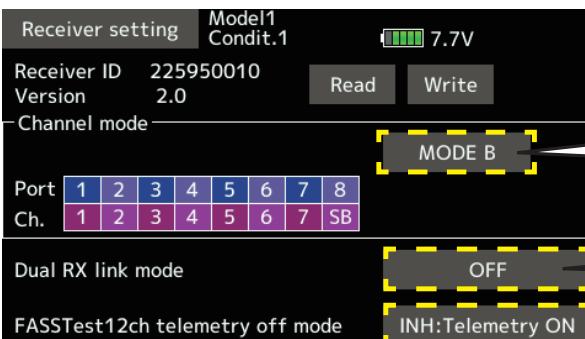 Receiver setting Model1
Condit.1 7.7V
Receiver ID 225950010 Read Write
Version 2.0
Channel mode
MODE B
Port 1 2 3 4 5 6 7 8
Ch. 1 2 3 4 5 6 7 SB
Dual RX link mode OFF
FASSTest12ch telemetry off mode INH:Telemetry ON